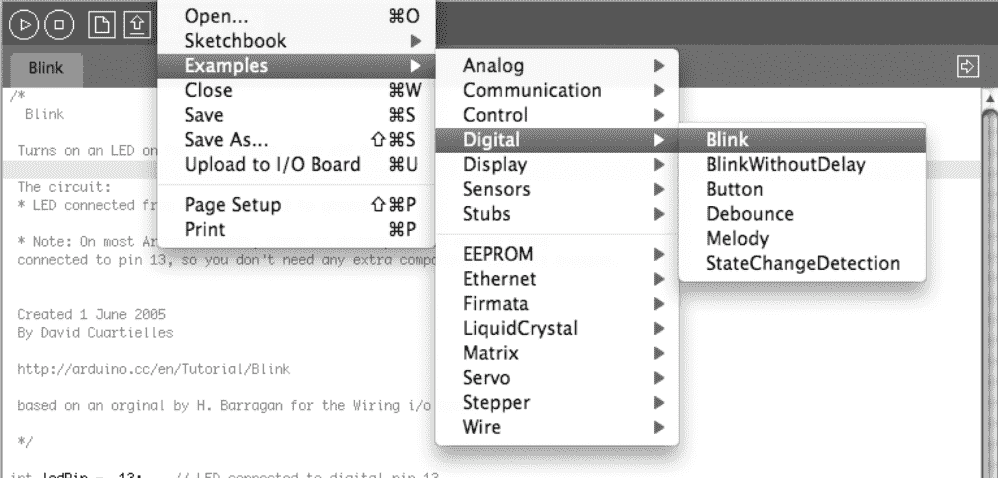 Open... ⌘O
Sketchbook
Examples
Close ⌘W
Save ⌘S
Save As... ⇧⌘S
Upload to I/O Board ⌘U
Page Setup ⇧⌘P
Print ⌘P
Analog
Communication
Control
Digital
Display
Sensors
Stubs
EEPROM
Ethernet
Firmata
LiquidCrystal
Matrix
Servo
Stepper
Wire
Blink
BlinkWithoutDelay
Button
Debounce
Melody
StateChangeDetection
Blink
/*
Blink
Turns on an LED on
The circuit:
* LED connected
* Note: On most
connected to pin 13, so you don't need any extra
Created 1 June 2005
By David Cuartielles
http://arduino.cc/en/Tutorial/Blink
based on an orginal by H. Barragan for the Wiring i/o
*/
int ledPin = 13; // LED connected to digital pin 13